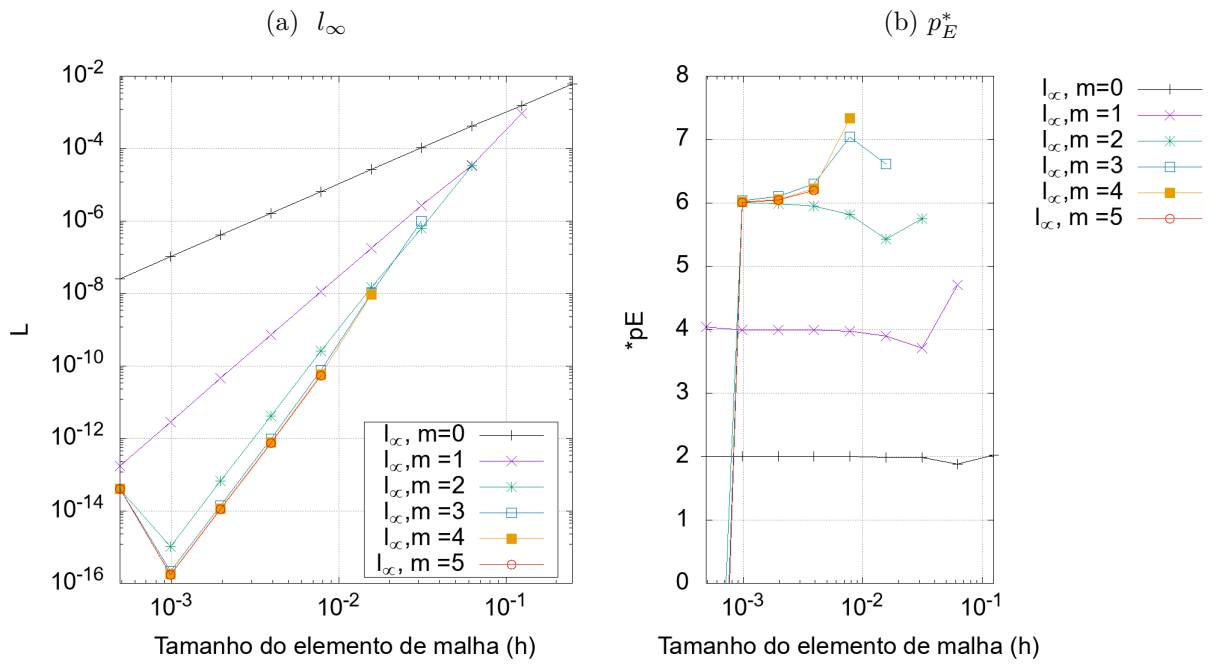 (a) l∞
(b) p*E
10^-2
10^-4
10^-6
10^-8
10^-10
10^-12
10^-14
10^-16
L
10^-3
10^-2
10^-1
Tamanho do elemento de malha (h)
l∞, m=0
l∞,m =1
l∞,m =2
l∞,m =3
l∞,m =4
l∞, m =5
8
7
6
5
4
3
2
1
0
*pE
10^-3
10^-2
10^-1
Tamanho do elemento de malha (h)
l∞, m=0
l∞,m =1
l∞,m =2
l∞,m =3
l∞,m =4
l∞, m =5